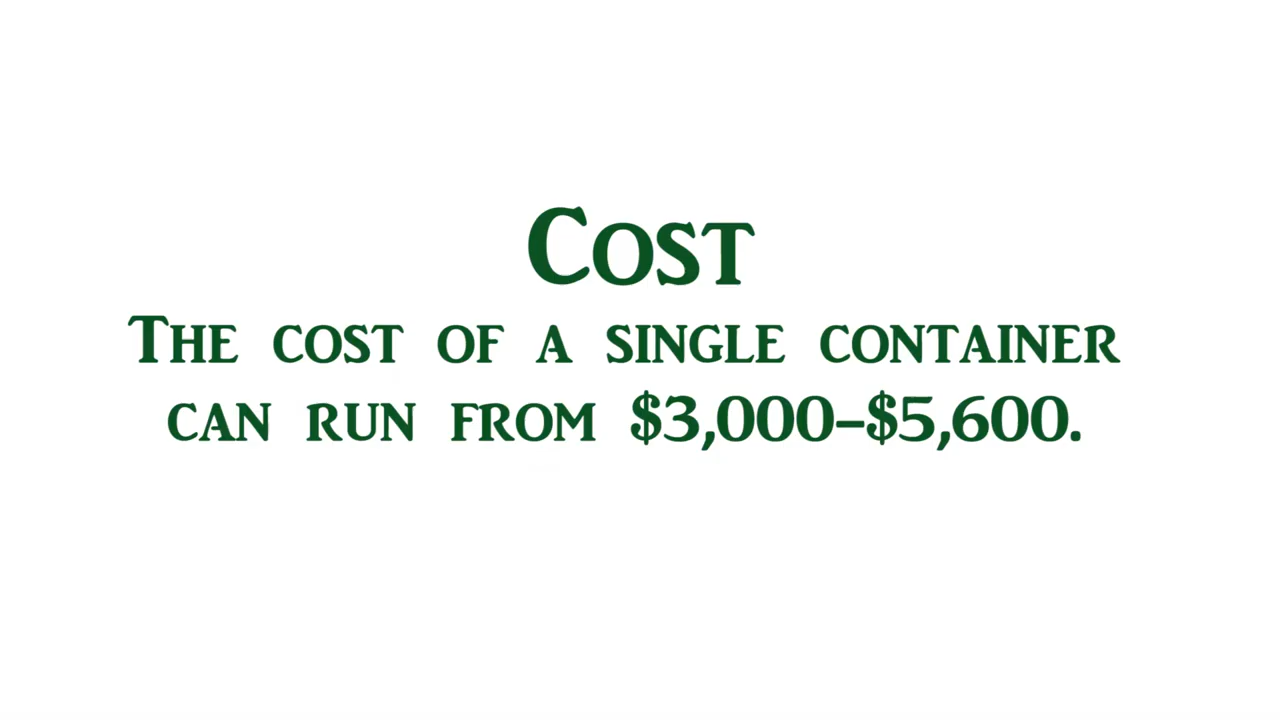 Cost
The cost of a single container
can run from $3,000–$5,600.